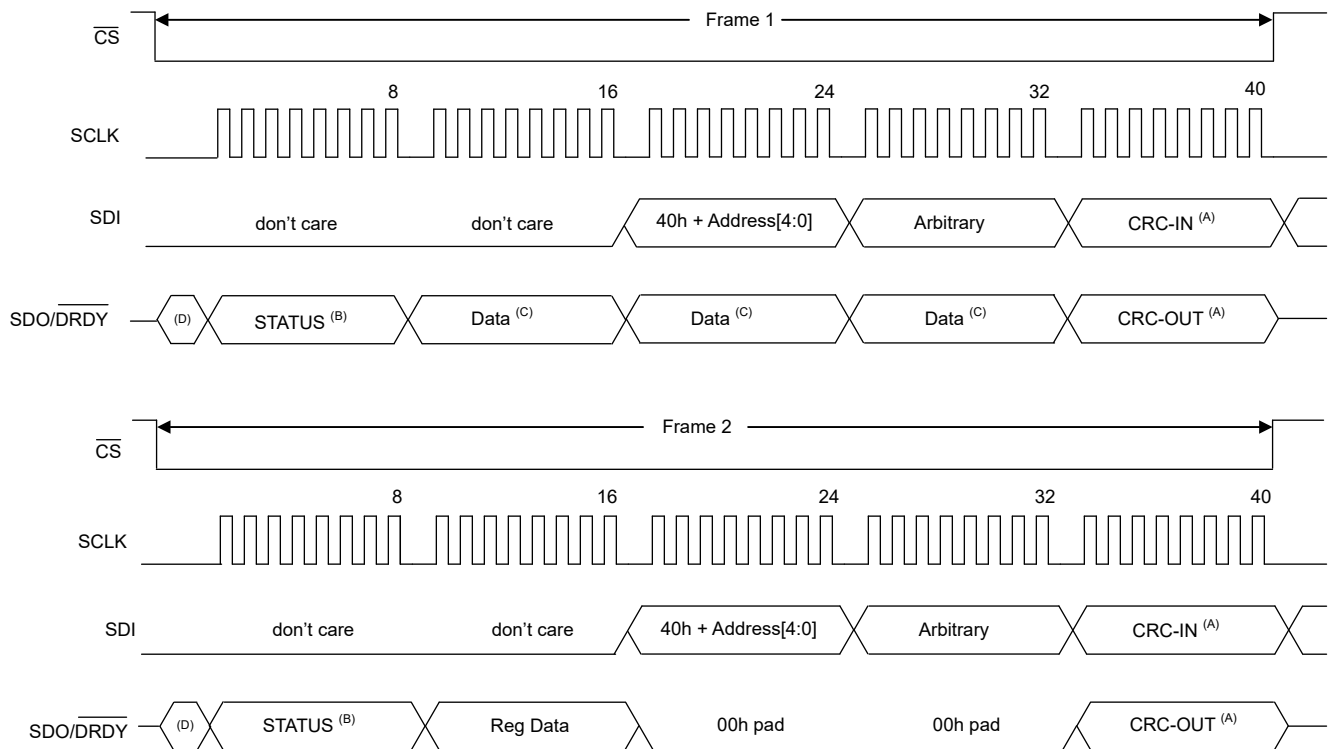 Frame 1
CS
8 16 24 32 40
SCLK
SDI don't care don't care 40h + Address[4:0] Arbitrary CRC-IN (A)
SDO/DRDY (D) STATUS (B) Data (C) Data (C) Data (C) CRC-OUT (A)
Frame 2
CS
8 16 24 32 40
SCLK
SDI don't care don't care 40h + Address[4:0] Arbitrary CRC-IN (A)
SDO/DRDY (D) STATUS (B) Reg Data 00h pad 00h pad CRC-OUT (A)